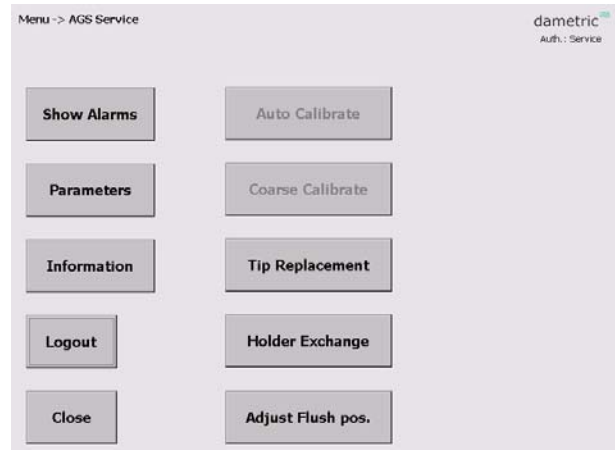 Menu -> AGS Service
dametric
Auth.: Service
Show Alarms
Auto Calibrate
Parameters
Coarse Calibrate
Information
Tip Replacement
Logout
Holder Exchange
Close
Adjust Flush pos.